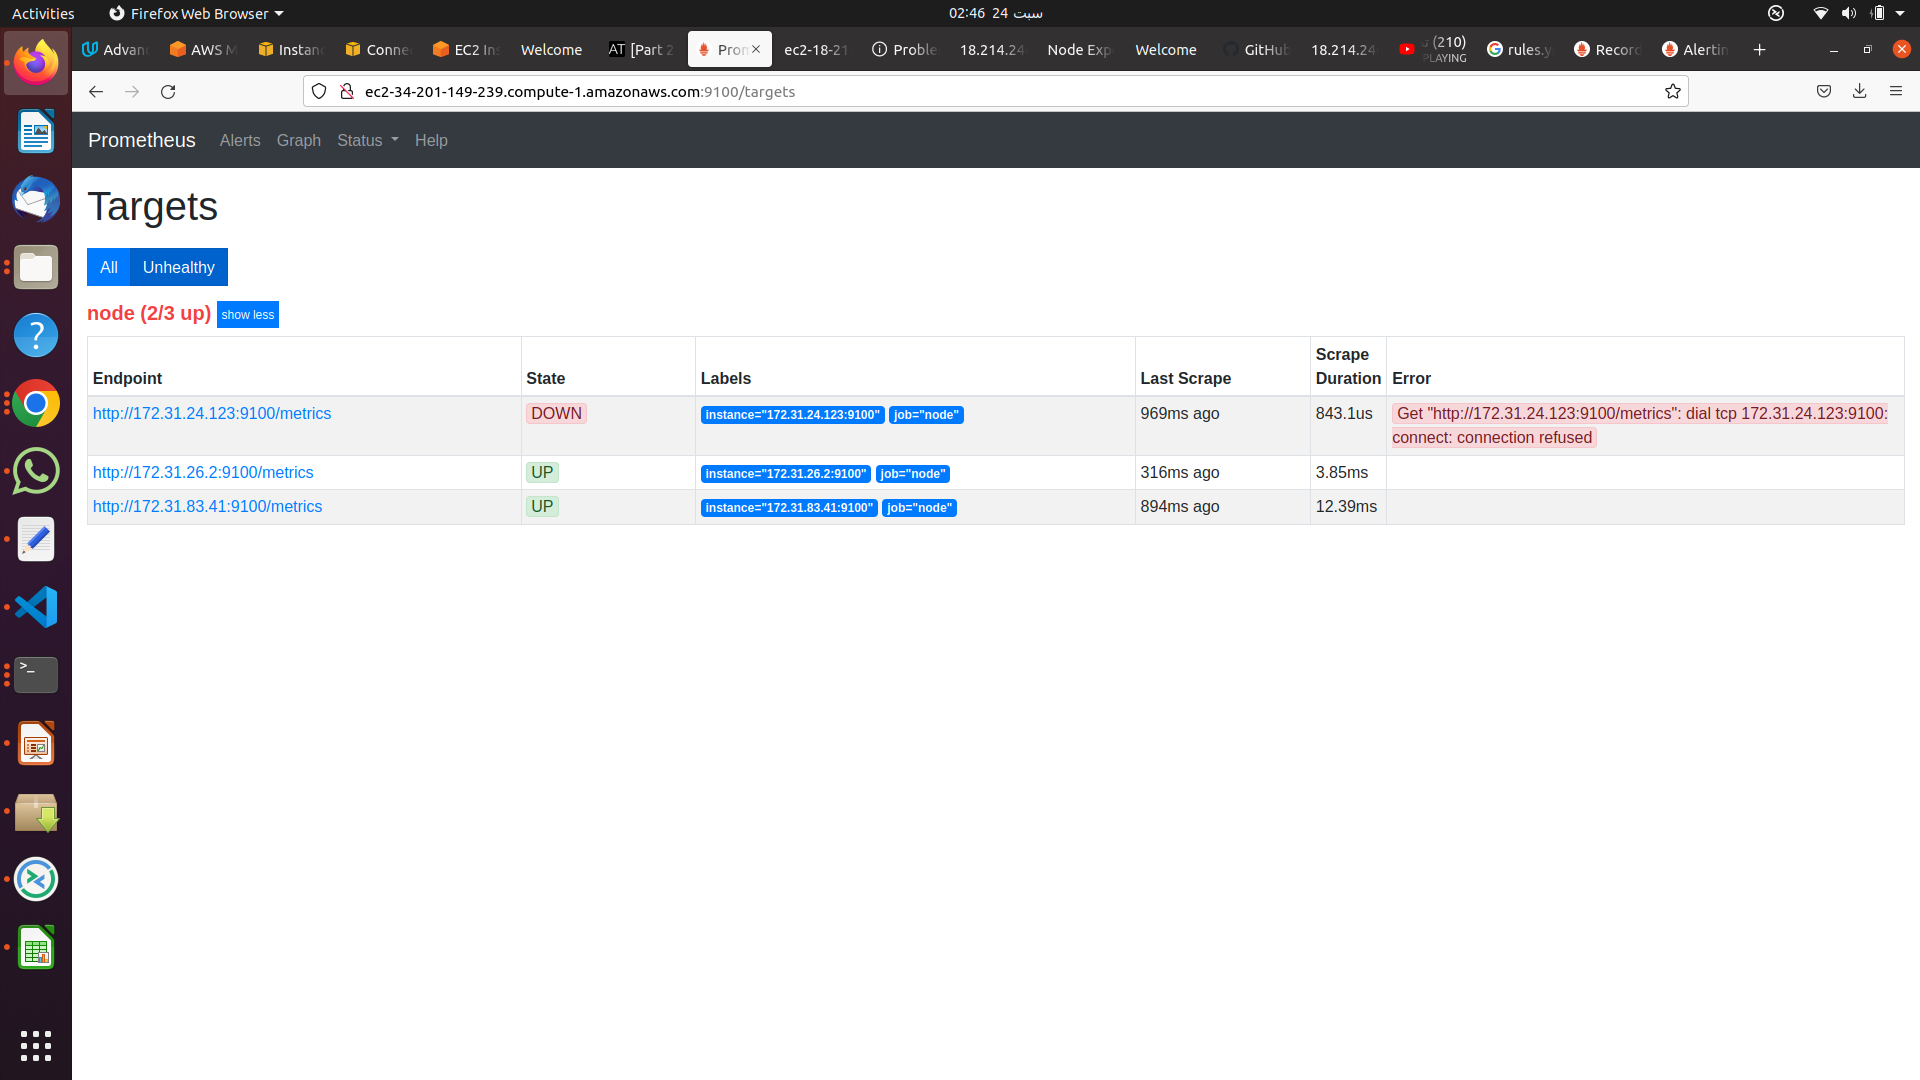 Activities
Firefox Web Browser
سبت 24 02:46
Advan
AWS M
Instan
Conne
EC2 In
Welcome
[Part 2
Prom
ec2-18-21
Proble
18.214.24
Node Exp
Welcome
GitHub
18.214.24
(210)
PLAYING
rules.y
Record
Alertin
ec2-34-201-149-239.compute-1.amazonaws.com:9100/targets
Prometheus Alerts Graph Status Help
Targets
All Unhealthy
node (2/3 up) show less
Endpoint State Labels Last Scrape Scrape Duration Error
http://172.31.24.123:9100/metrics DOWN instance="172.31.24.123:9100" job="node" 969ms ago 843.1us Get "http://172.31.24.123:9100/metrics": dial tcp 172.31.24.123:9100:
connect: connection refused
http://172.31.26.2:9100/metrics UP instance="172.31.26.2:9100" job="node" 316ms ago 3.85ms
http://172.31.83.41:9100/metrics UP instance="172.31.83.41:9100" job="node" 894ms ago 12.39ms